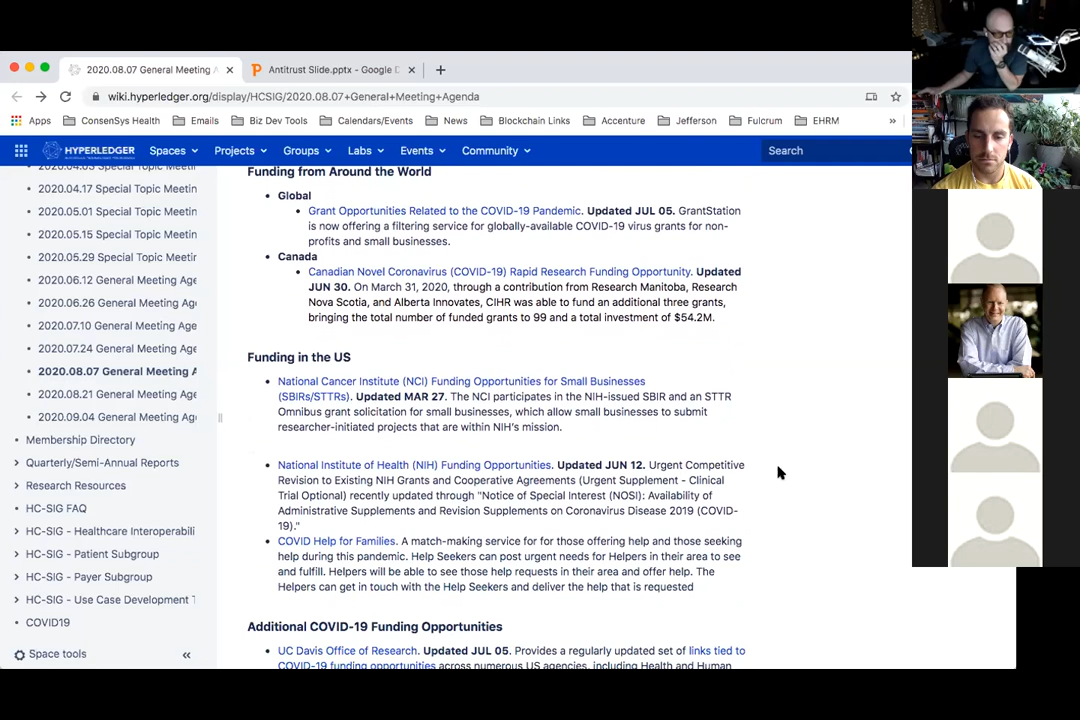 2020.08.07 General Meeting A
Antitrust Slide.pptx - Google D
wiki.hyperledger.org/display/HCSIG/2020.08.07+General+Meeting+Agenda
Apps
ConsenSys Health
Emails
Biz Dev Tools
Calendars/Events
News
Blockchain Links
Accenture
Jefferson
Fulcrum
EHRM
»
HYPERLEDGER
Spaces
Projects
Groups
Labs
Events
Community
Search
2020.04.03 Special Topic Meetin
2020.04.17 Special Topic Meetin
2020.05.01 Special Topic Meetin
2020.05.15 Special Topic Meetin
2020.05.29 Special Topic Meetin
2020.06.12 General Meeting Age
2020.06.26 General Meeting Age
2020.07.10 General Meeting Age
2020.07.24 General Meeting Age
2020.08.07 General Meeting A
2020.08.21 General Meeting Age
2020.09.04 General Meeting Age
Membership Directory
Quarterly/Semi-Annual Reports
Research Resources
HC-SIG FAQ
HC-SIG - Healthcare Interoperabili
HC-SIG - Patient Subgroup
HC-SIG - Payer Subgroup
HC-SIG - Use Case Development T
COVID19
Space tools
«
Funding from Around the World
Global
Grant Opportunities Related to the COVID-19 Pandemic. Updated JUL 05. GrantStation
is now offering a filtering service for globally-available COVID-19 virus grants for non-
profits and small businesses.
Canada
Canadian Novel Coronavirus (COVID-19) Rapid Research Funding Opportunity. Updated
JUN 30. On March 31, 2020, through a contribution from Research Manitoba, Research
Nova Scotia, and Alberta Innovates, CIHR was able to fund an additional three grants,
bringing the total number of funded grants to 99 and a total investment of $54.2M.
Funding in the US
National Cancer Institute (NCI) Funding Opportunities for Small Businesses
(SBIRs/STTRs). Updated MAR 27. The NCI participates in the NIH-issued SBIR and an STTR
Omnibus grant solicitation for small businesses, which allow small businesses to submit
researcher-initiated projects that are within NIH's mission.
National Institute of Health (NIH) Funding Opportunities. Updated JUN 12. Urgent Competitive
Revision to Existing NIH Grants and Cooperative Agreements (Urgent Supplement - Clinical
Trial Optional) recently updated through "Notice of Special Interest (NOSI): Availability of
Administrative Supplements and Revision Supplements on Coronavirus Disease 2019 (COVID-
19)."
COVID Help for Families. A match-making service for for those offering help and those seeking
help during this pandemic. Help Seekers can post urgent needs for Helpers in their area to see
and fulfill. Helpers will be able to see those help requests in their area and offer help. The
Helpers can get in touch with the Help Seekers and deliver the help that is requested
Additional COVID-19 Funding Opportunities
UC Davis Office of Research. Updated JUL 05. Provides a regularly updated set of links tied to
COVID-19 funding opportunities across numerous US agencies, including Health and Human